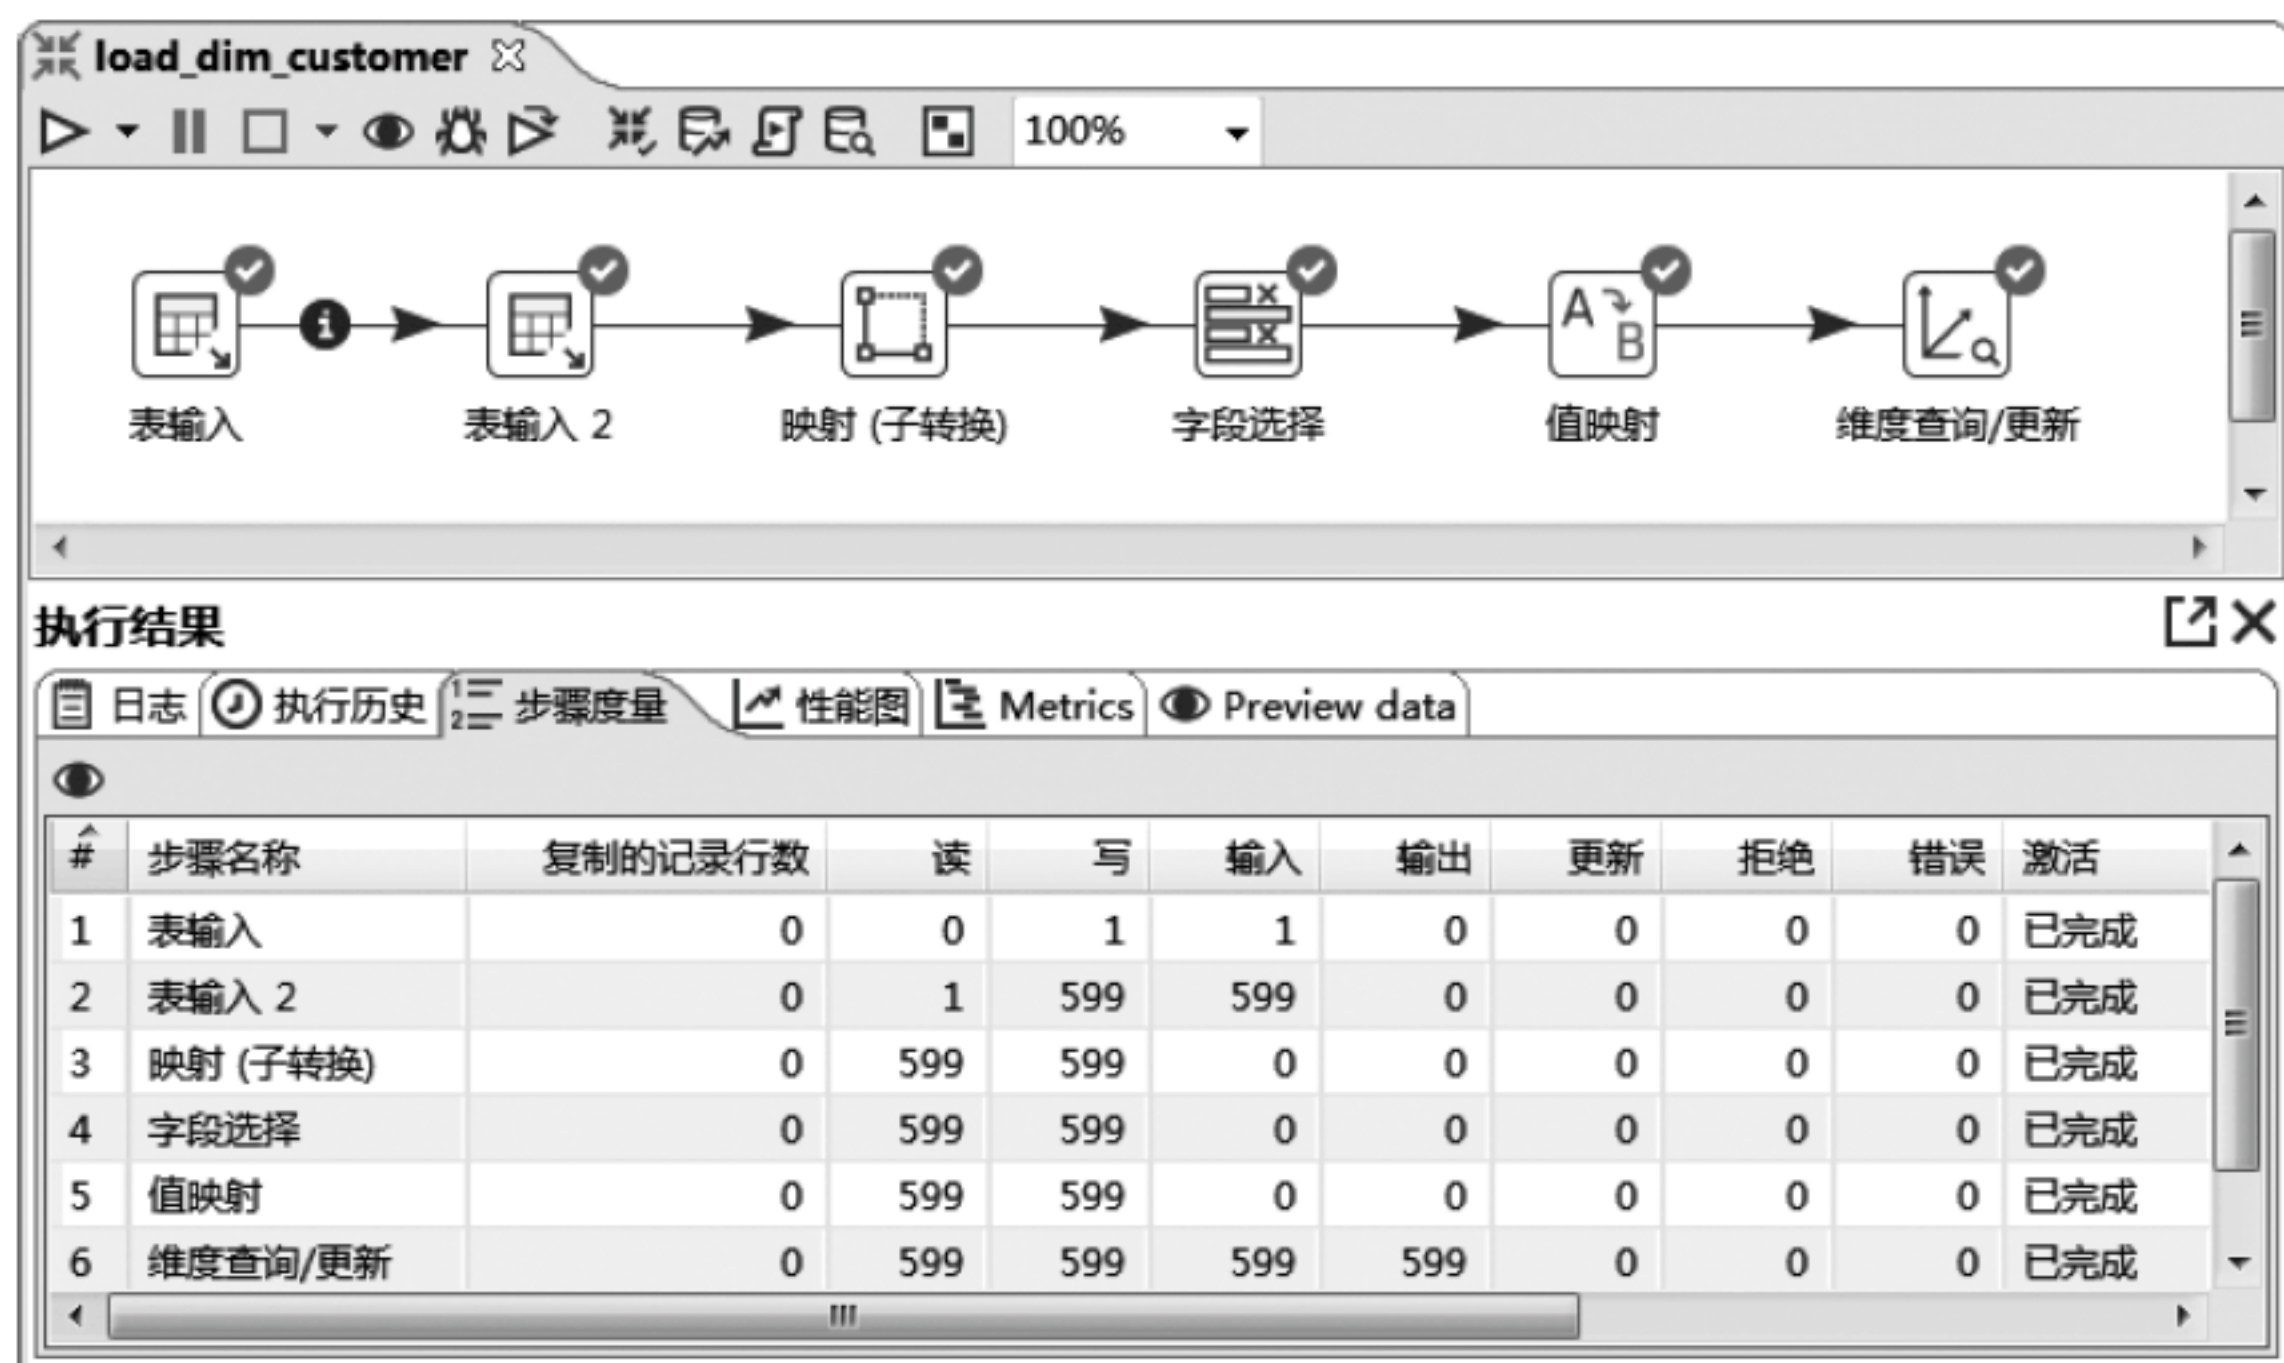 load_dim_customer
100%
表输入 表输入 2 映射 (子转换) 字段选择 值映射 维度查询/更新
执行结果
日志 执行历史 步骤度量 性能图 Metrics Preview data
# 步骤名称 复制的记录行数 读 写 输入 输出 更新 拒绝 错误 激活
1 表输入 0 0 1 1 0 0 0 0 已完成
2 表输入 2 0 1 599 599 0 0 0 0 已完成
3 映射 (子转换) 0 599 599 0 0 0 0 0 已完成
4 字段选择 0 599 599 0 0 0 0 0 已完成
5 值映射 0 599 599 0 0 0 0 0 已完成
6 维度查询/更新 0 599 599 599 599 0 0 0 已完成